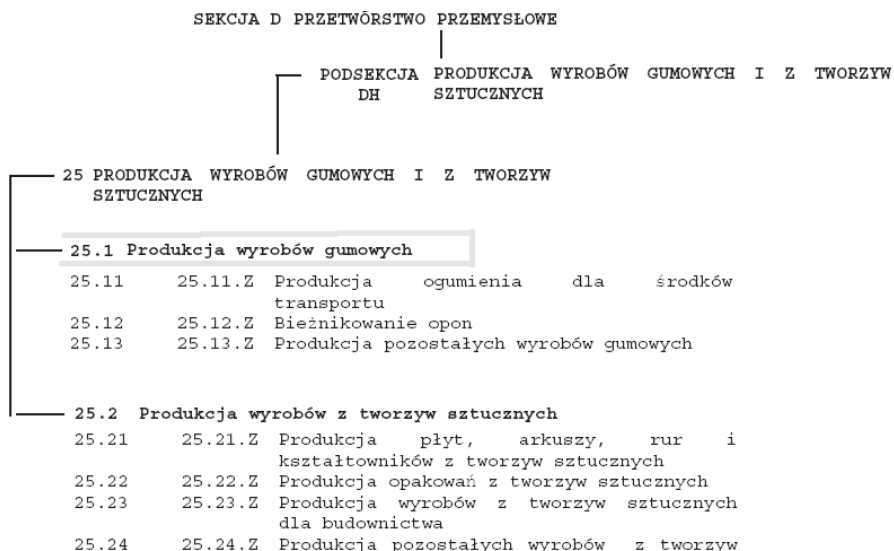 SEKCJA D PRZETWÓRSTWO PRZEMYSŁOWE
PODSEKCJA PRODUKCJA WYROBÓW GUMOWYCH I Z TWORZYW
DH SZTUCZNYCH
25 PRODUKCJA WYROBÓW GUMOWYCH I Z TWORZYW
SZTUCZNYCH
25.1 Produkcja wyrobów gumowych
25.11 25.11.Z Produkcja ogumienia dla środków
transportu
25.12 25.12.Z Bieżnikowanie opon
25.13 25.13.Z Produkcja pozostałych wyrobów gumowych
25.2 Produkcja wyrobów z tworzyw sztucznych
25.21 25.21.Z Produkcja płyt, arkuszy, rur i
kształtowników z tworzyw sztucznych
25.22 25.22.Z Produkcja opakowań z tworzyw sztucznych
25.23 25.23.Z Produkcja wyrobów z tworzyw sztucznych
dla budownictwa
25.24 25.24.Z Produkcja pozostałych wyrobów z tworzyw